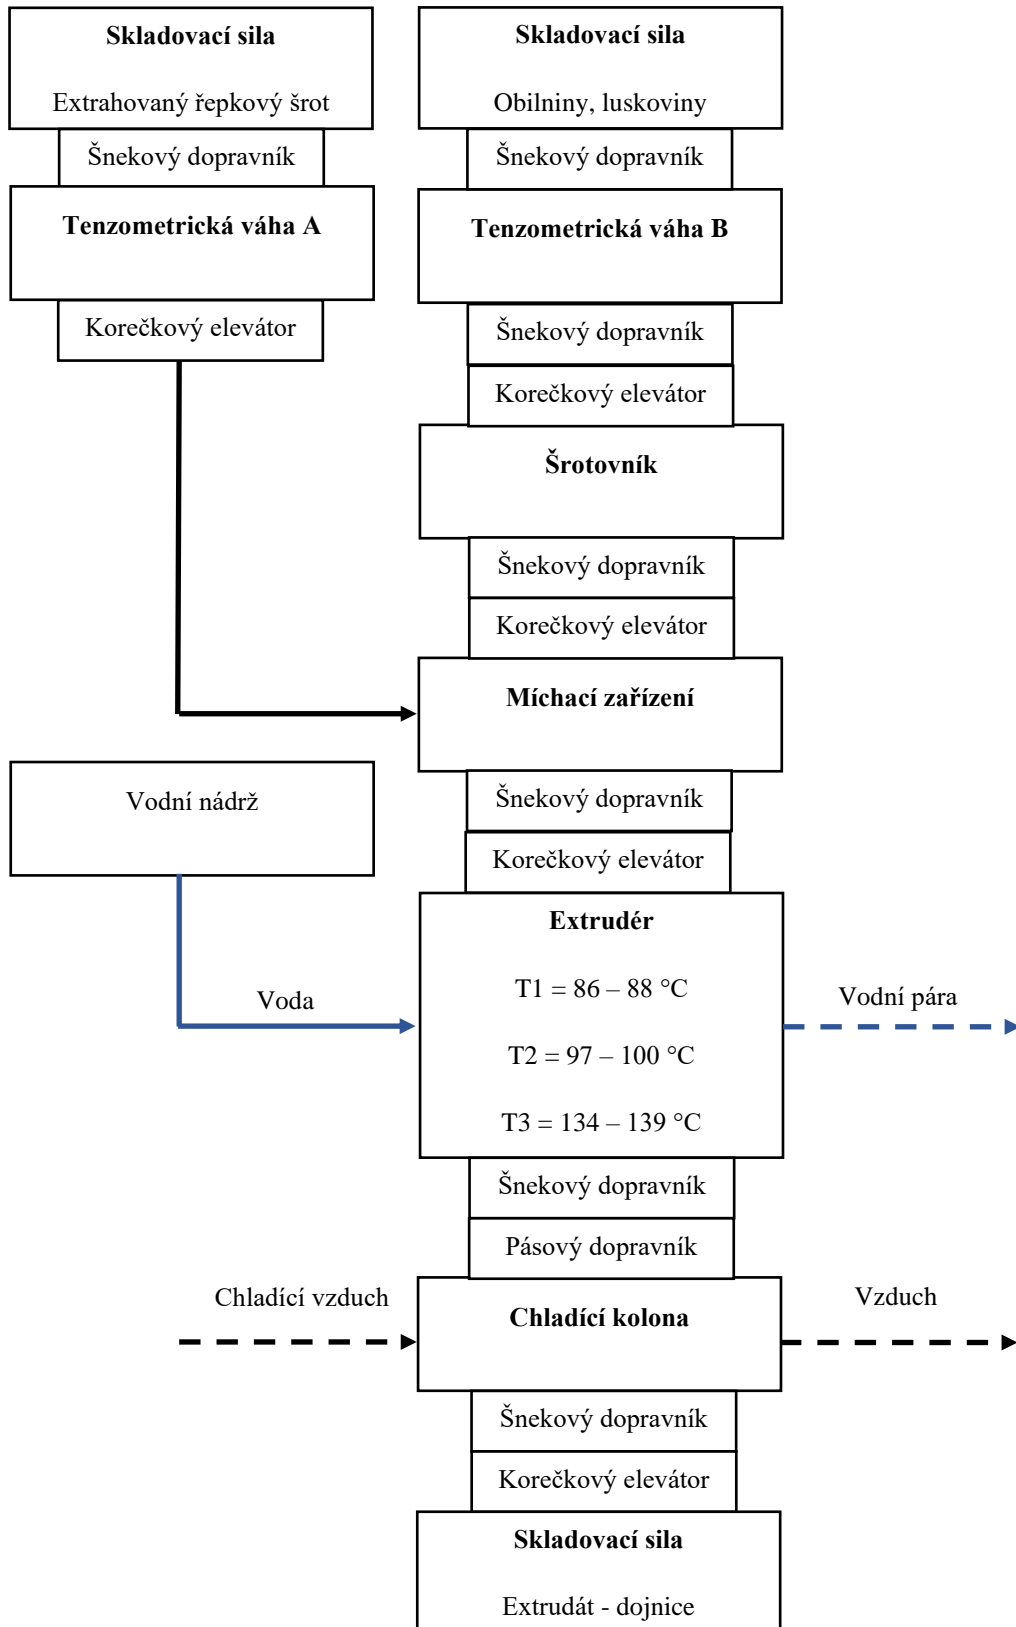 Skladovací sila
Extrahovaný řepkový šrot
Šnekový dopravník
Tenzometrická váha A
Korečkový elevátor
Skladovací sila
Obilniny, luskoviny
Šnekový dopravník
Tenzometrická váha B
Šnekový dopravník
Korečkový elevátor
Šrotovník
Šnekový dopravník
Korečkový elevátor
Míchací zařízení
Šnekový dopravník
Korečkový elevátor
Vodní nádrž
Voda
Extrudér
T1 = 86 – 88 °C
T2 = 97 – 100 °C
T3 = 134 – 139 °C
Vodní pára
Šnekový dopravník
Pásový dopravník
Chladící vzduch
Chladící kolona
Vzduch
Šnekový dopravník
Korečkový elevátor
Skladovací sila
Extrudát - dojnice